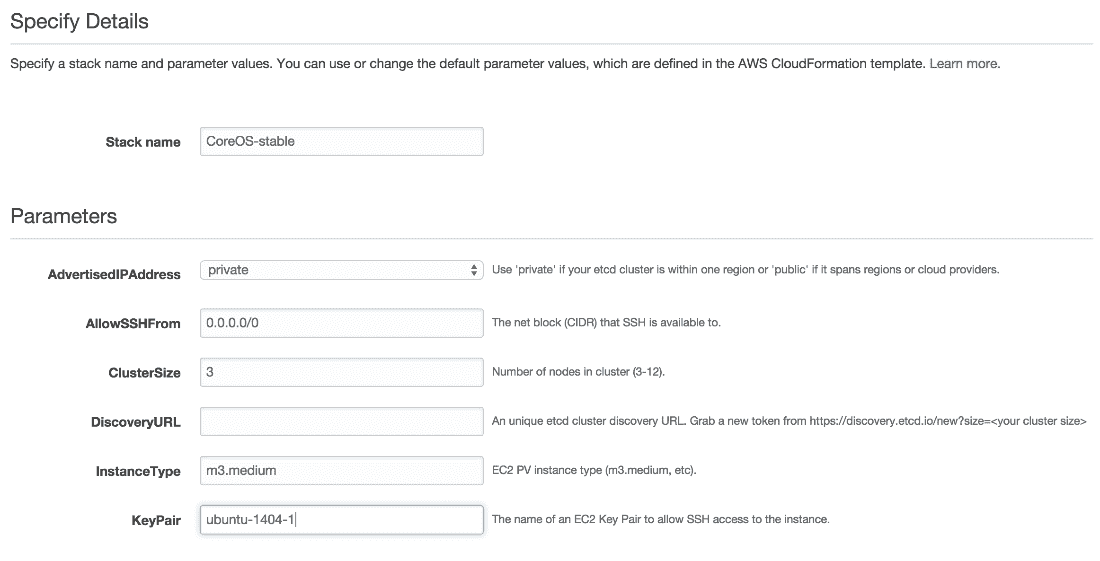 Specify Details
Specify a stack name and parameter values. You can use or change the default parameter values, which are defined in the AWS CloudFormation template. Learn more.
Stack name CoreOS-stable
Parameters
AdvertisedIPAddress private Use 'private' if your etcd cluster is within one region or 'public' if it spans regions or cloud providers.
AllowSSHFrom 0.0.0.0/0 The net block (CIDR) that SSH is available to.
ClusterSize 3 Number of nodes in cluster (3-12).
DiscoveryURL An unique etcd cluster discovery URL. Grab a new token from https://discovery.etcd.io/new?size=<your cluster size>
InstanceType m3.medium EC2 PV instance type (m3.medium, etc).
KeyPair ubuntu-1404-1 The name of an EC2 Key Pair to allow SSH access to the instance.